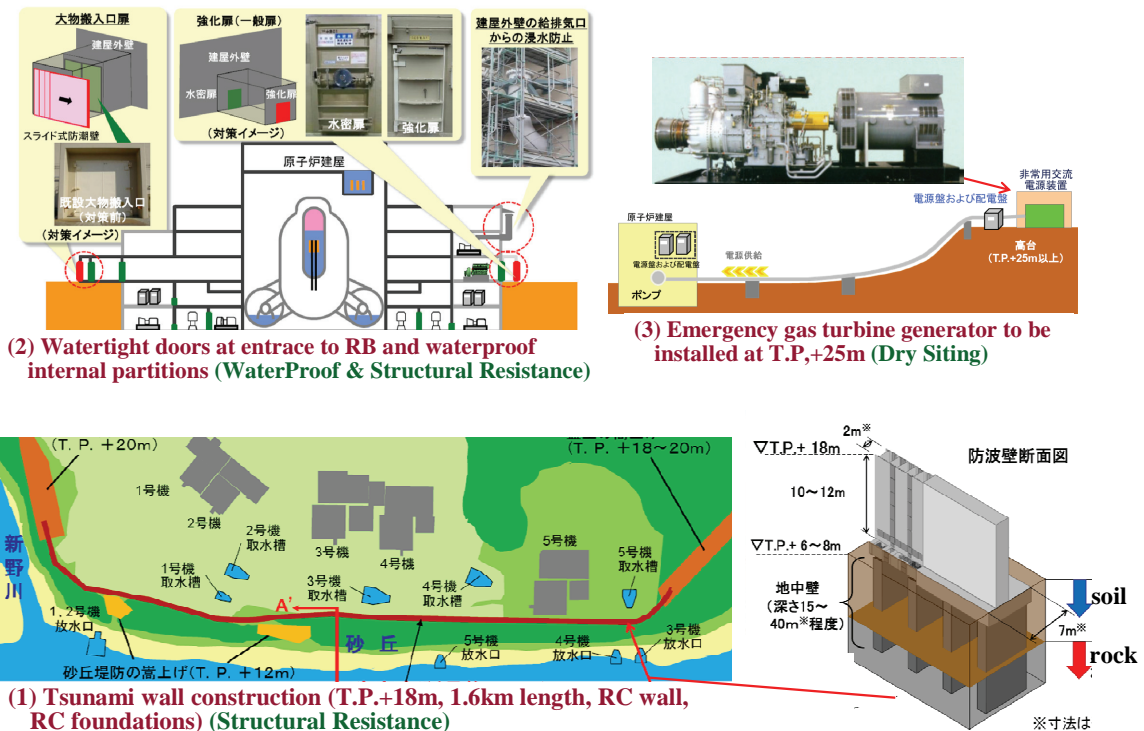 大物搬入口扉
建屋外壁
スライド式防潮壁
既設大物搬入口
(対策前)
(対策イメージ)
強化扉(一般扉)
建屋外壁
水密扉
強化扉
(対策イメージ)
水密扉
強化扉
建屋外壁の給排気口
からの浸水防止
原子炉建屋
(2) Watertight doors at entrace to RB and waterproof
internal partitions (WaterProof & Structural Resistance)
非常用交流
電源装置
電源盤および配電盤
原子炉建屋
電源盤および配電盤
電源供給
ポンプ
高台
(T.P.+25m以上)
(3) Emergency gas turbine generator to be
installed at T.P,+25m (Dry Siting)
(T. P. +20m)
(T. P. +18～20m)
1号機
2号機
2号機
取水槽
1号機
取水槽
3号機
4号機
3号機
取水槽
4号機
取水槽
5号機
5号機
取水槽
新野川
A'
1, 2号機
放水口
砂丘
5号機
放水口
4号機
放水口
3号機
放水口
砂丘堤防の嵩上げ(T. P. +12m)
(1) Tsunami wall construction (T.P.+18m, 1.6km length, RC wall,
RC foundations) (Structural Resistance)
2m※
▽T.P.+ 18m
防波壁断面図
10～12m
▽T.P.+ 6～8m
地中壁
(深さ15～
40m※程度)
7m※
soil
rock
※寸法は